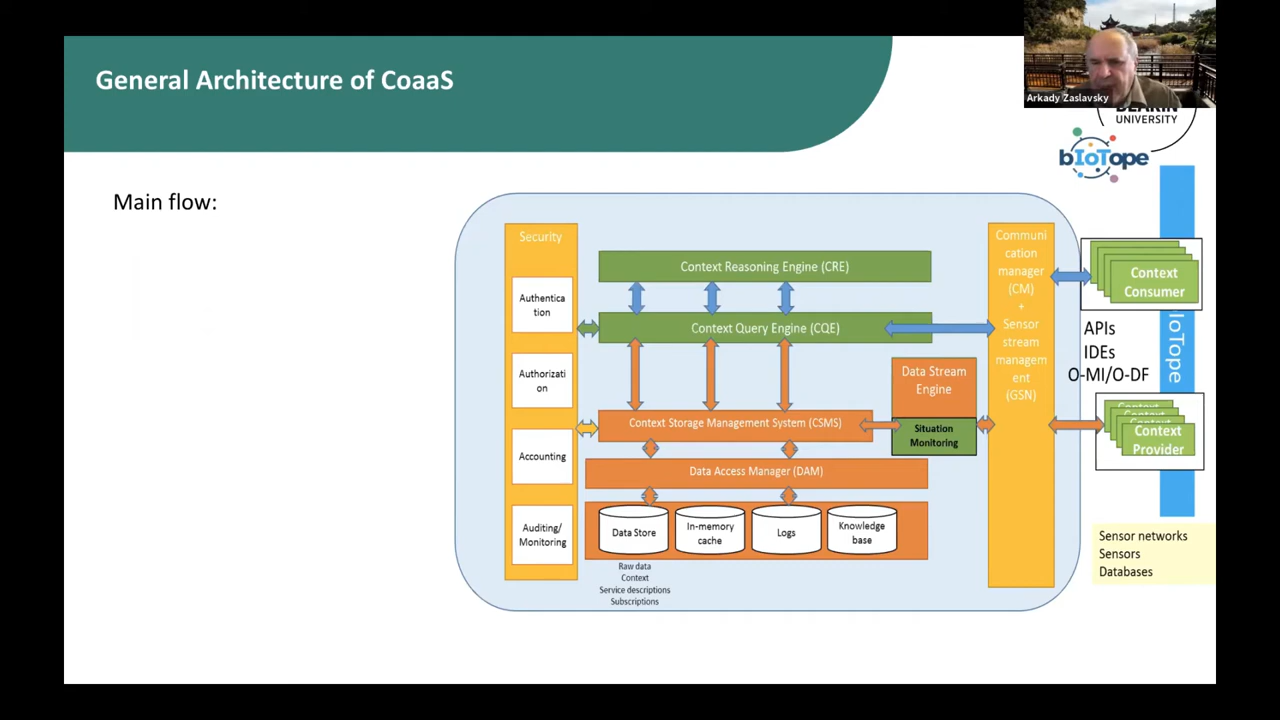 General Architecture of CoaaS
Arkady Zaslavsky
UNIVERSITY
bIoTope
Main flow:
Security
Authentica
tion
Authorizati
on
Accounting
Auditing/
Monitoring
Context Reasoning Engine (CRE)
Context Query Engine (CQE)
Data Stream
Engine
Situation
Monitoring
Context Storage Management System (CSMS)
Data Access Manager (DAM)
Data Store
In-memory
cache
Logs
Knowledge
base
Raw data
Context
Service descriptions
Subscriptions
Communi
cation
manager
(CM)
+
Sensor
stream
managem
ent
(GSN)
Context
Consumer
APIs
IDEs
O-MI/O-DF
IoTope
Context
Provider
Sensor networks
Sensors
Databases